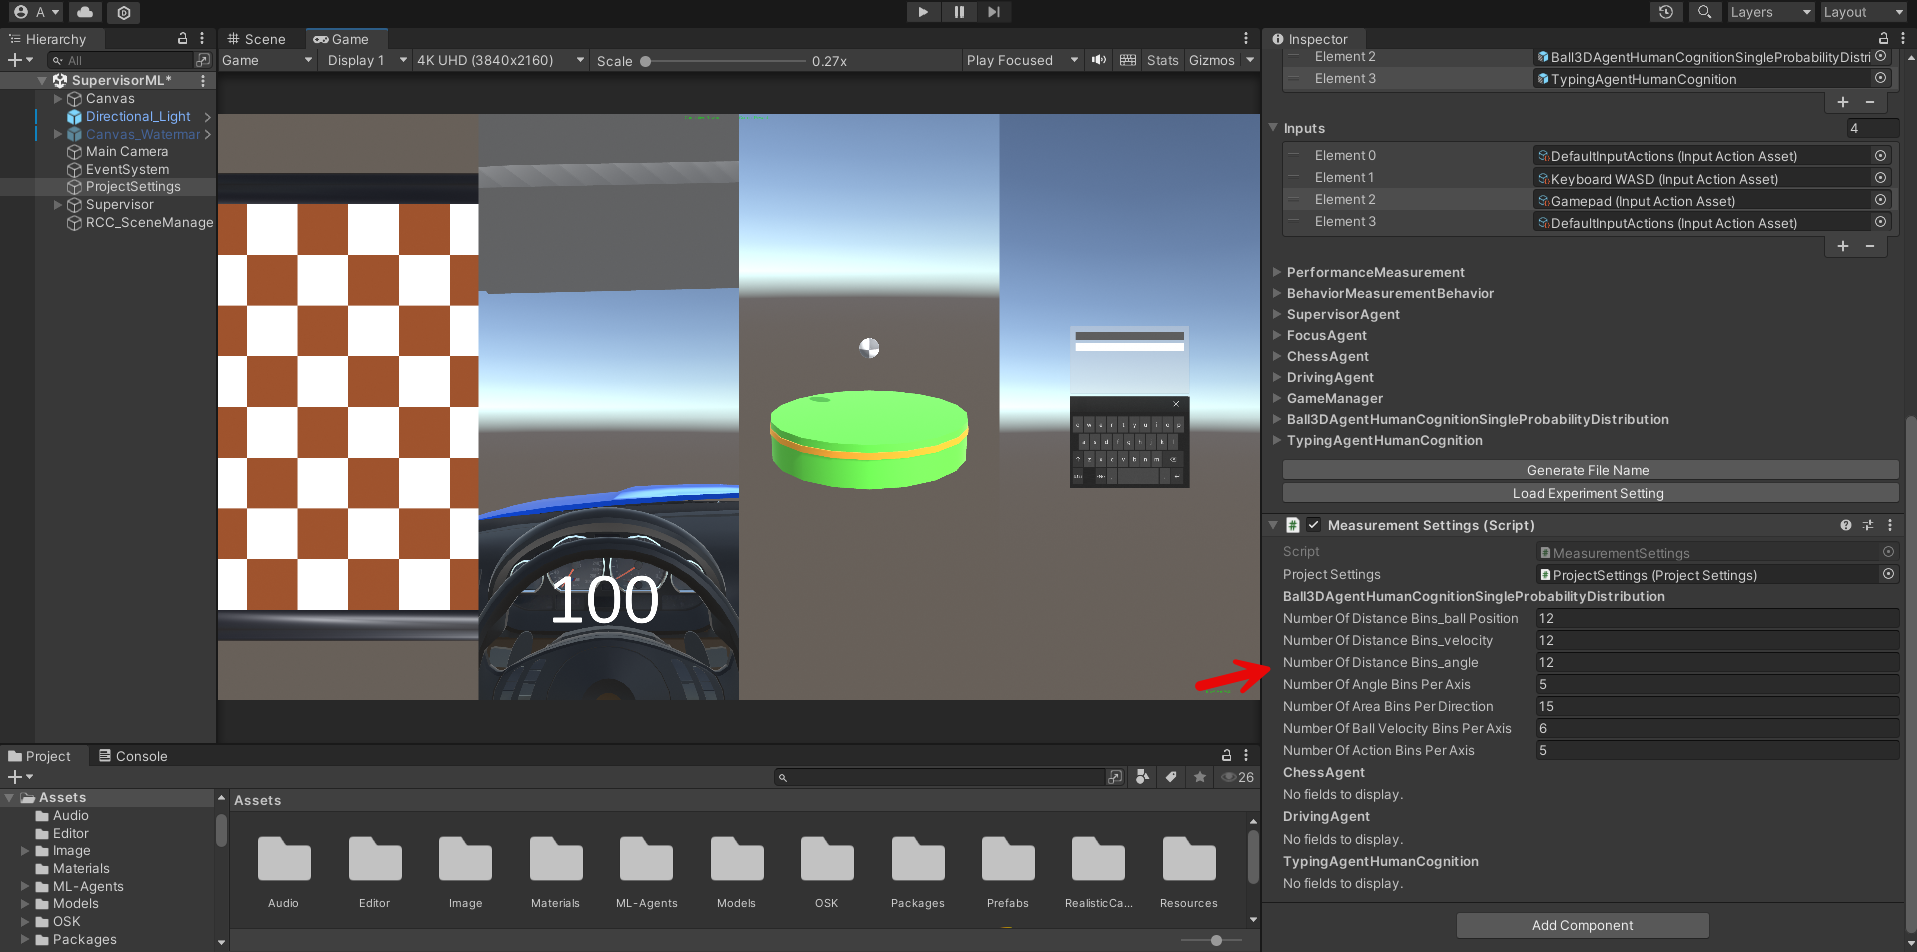 A
Layers
Layout
Hierarchy
All
SupervisorML*
Canvas
Directional_Light
Canvas_Watermar
Main Camera
EventSystem
ProjectSettings
Supervisor
RCC_SceneManage
Scene
Game
Game
Display 1
4K UHD (3840x2160)
Scale
0.27x
Play Focused
Stats
Gizmos
100
q w e r t y u i o p
a s d f g h j k l
z x c v b n m
Inspector
Element 2
Ball3DAgentHumanCognitionSingleProbabilityDistri
Element 3
TypingAgentHumanCognition
Inputs
4
Element 0
DefaultInputActions (Input Action Asset)
Element 1
Keyboard WASD (Input Action Asset)
Element 2
Gamepad (Input Action Asset)
Element 3
DefaultInputActions (Input Action Asset)
PerformanceMeasurement
BehaviorMeasurementBehavior
SupervisorAgent
FocusAgent
ChessAgent
DrivingAgent
GameManager
Ball3DAgentHumanCognitionSingleProbabilityDistribution
TypingAgentHumanCognition
Generate File Name
Load Experiment Setting
Measurement Settings (Script)
Script
MeasurementSettings
Project Settings
ProjectSettings (Project Settings)
Ball3DAgentHumanCognitionSingleProbabilityDistribution
Number Of Distance Bins_ball Position
12
Number Of Distance Bins_velocity
12
Number Of Distance Bins_angle
12
Number Of Angle Bins Per Axis
5
Number Of Area Bins Per Direction
15
Number Of Ball Velocity Bins Per Axis
6
Number Of Action Bins Per Axis
5
ChessAgent
No fields to display.
DrivingAgent
No fields to display.
TypingAgentHumanCognition
No fields to display.
Add Component
Project
Console
26
Assets
Audio
Editor
Image
Materials
ML-Agents
Models
OSK
Packages
Assets
Audio
Editor
Image
Materials
ML-Agents
Models
OSK
Packages
Prefabs
RealisticCa...
Resources